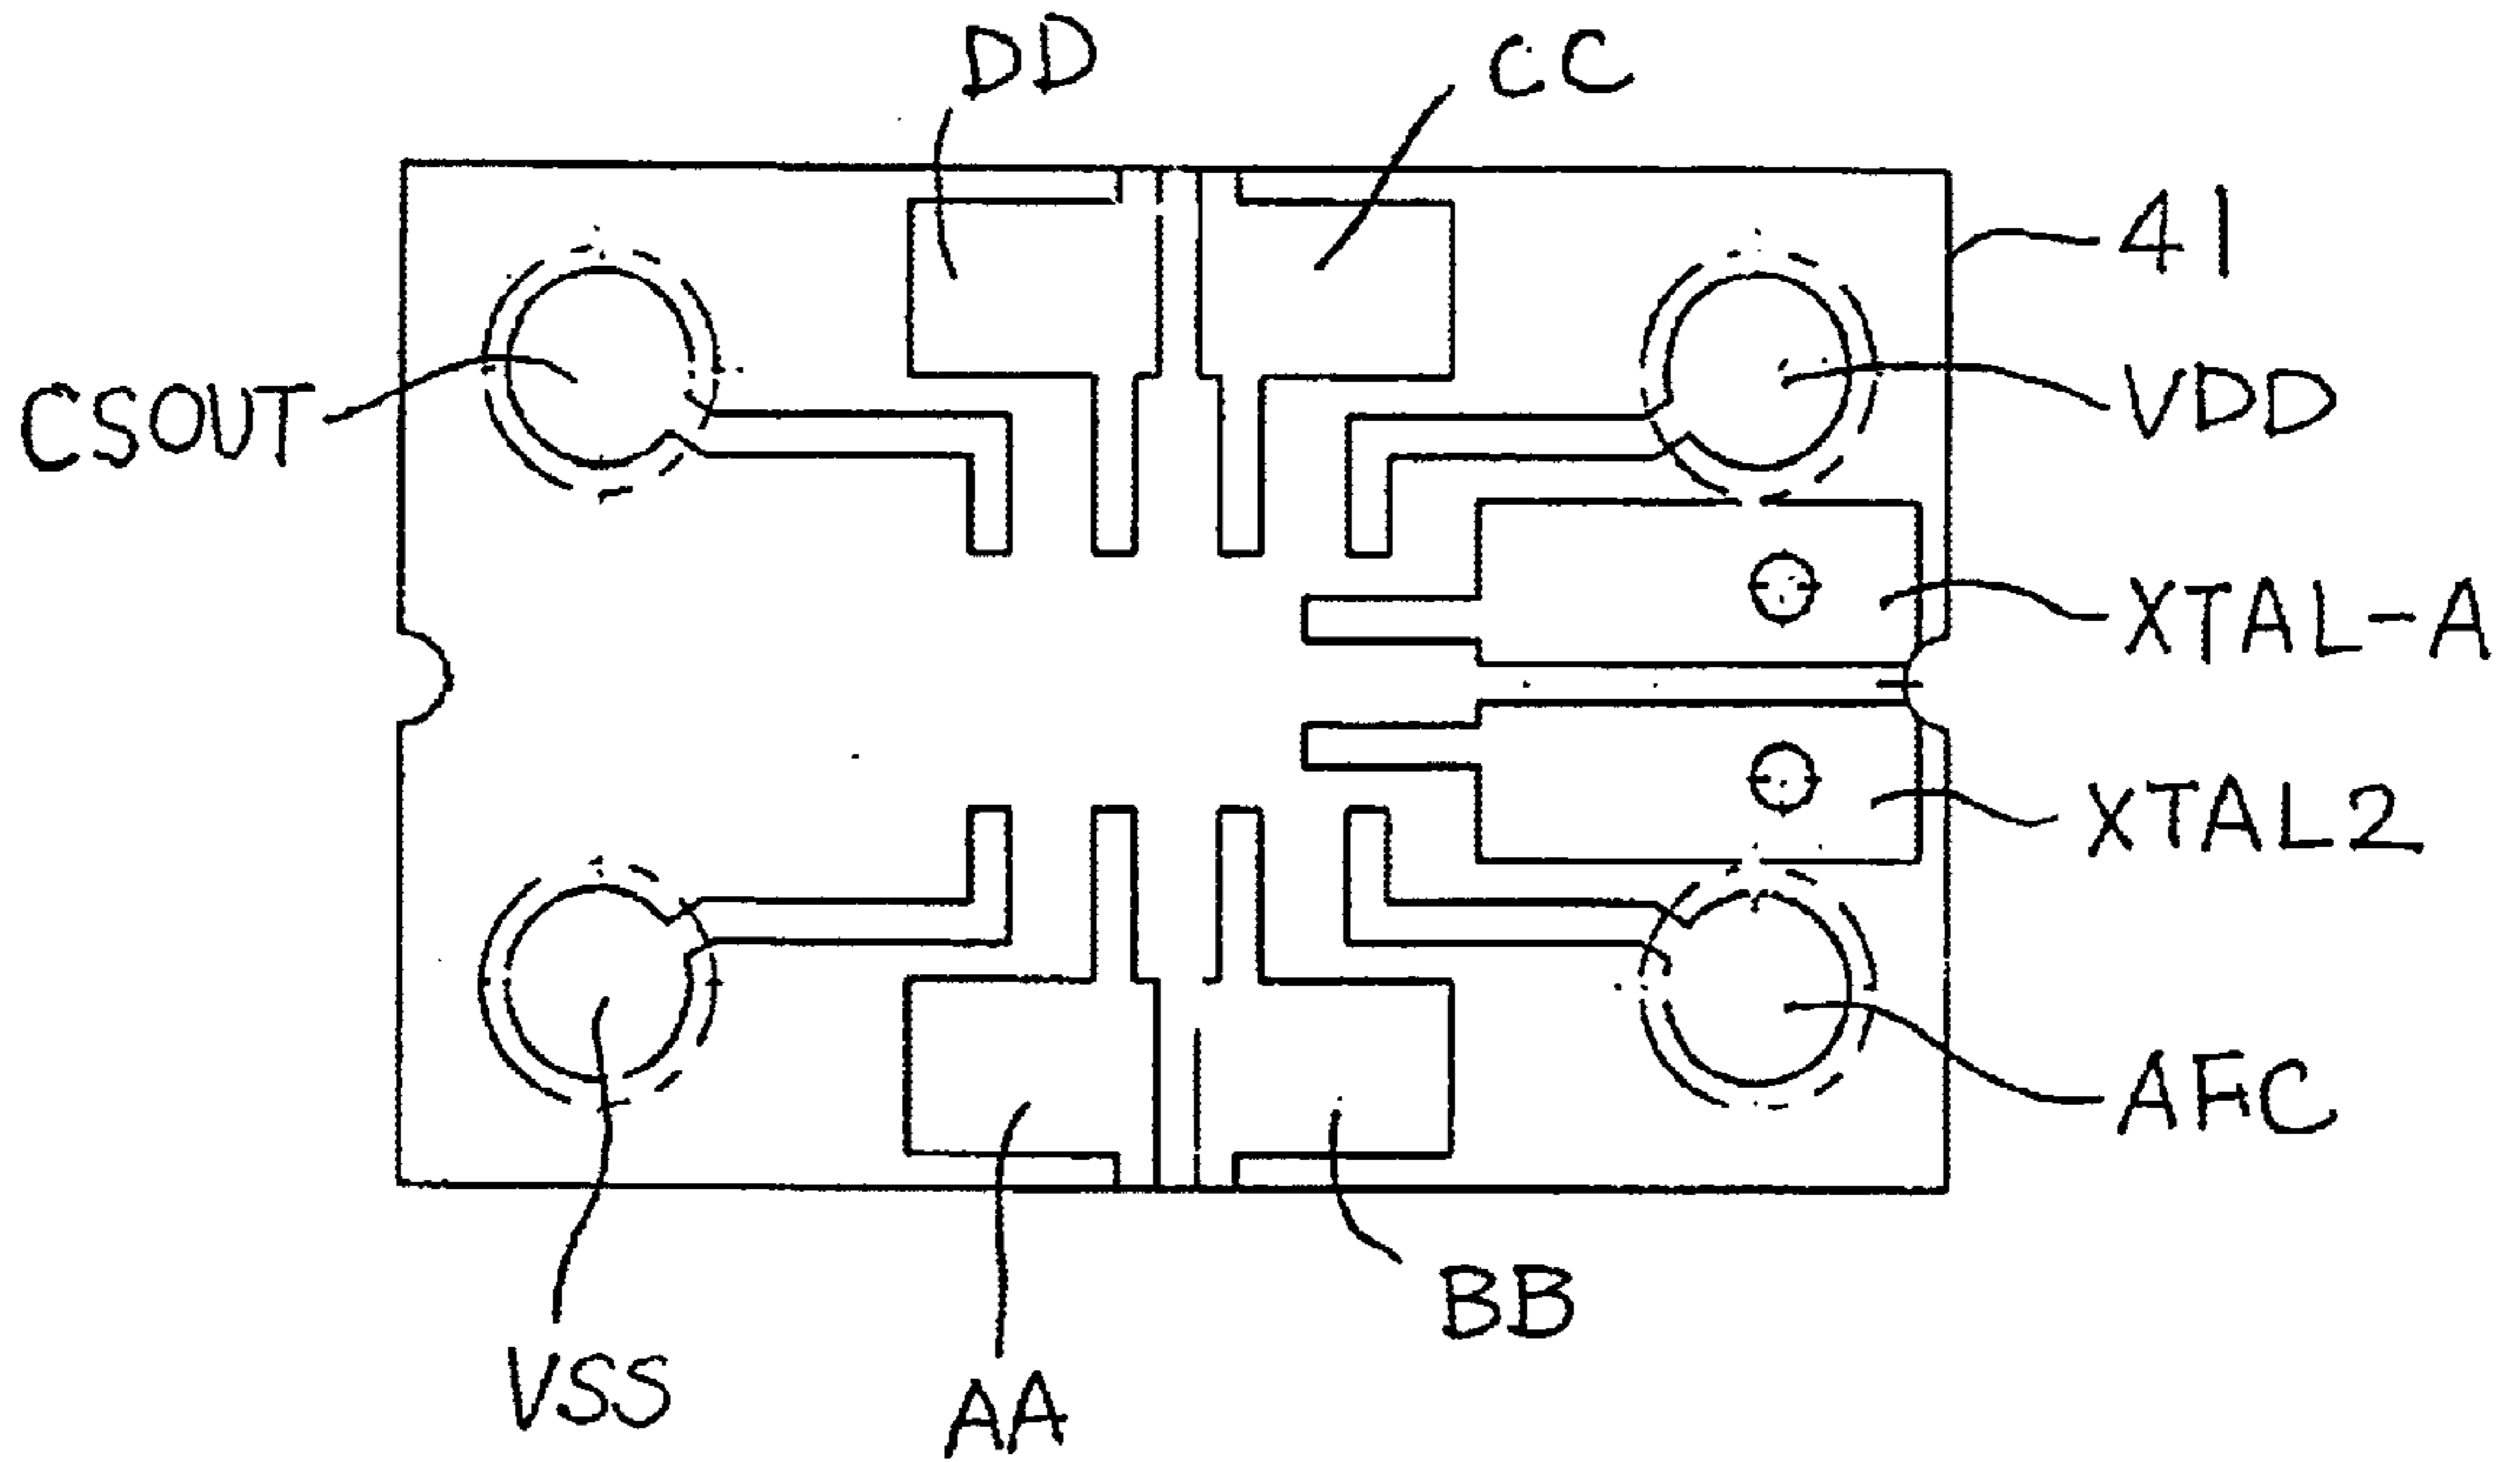 DD
CC
41
CSOUT
VDD
XTAL-A
XTAL2
AFC
BB
VSS
AA